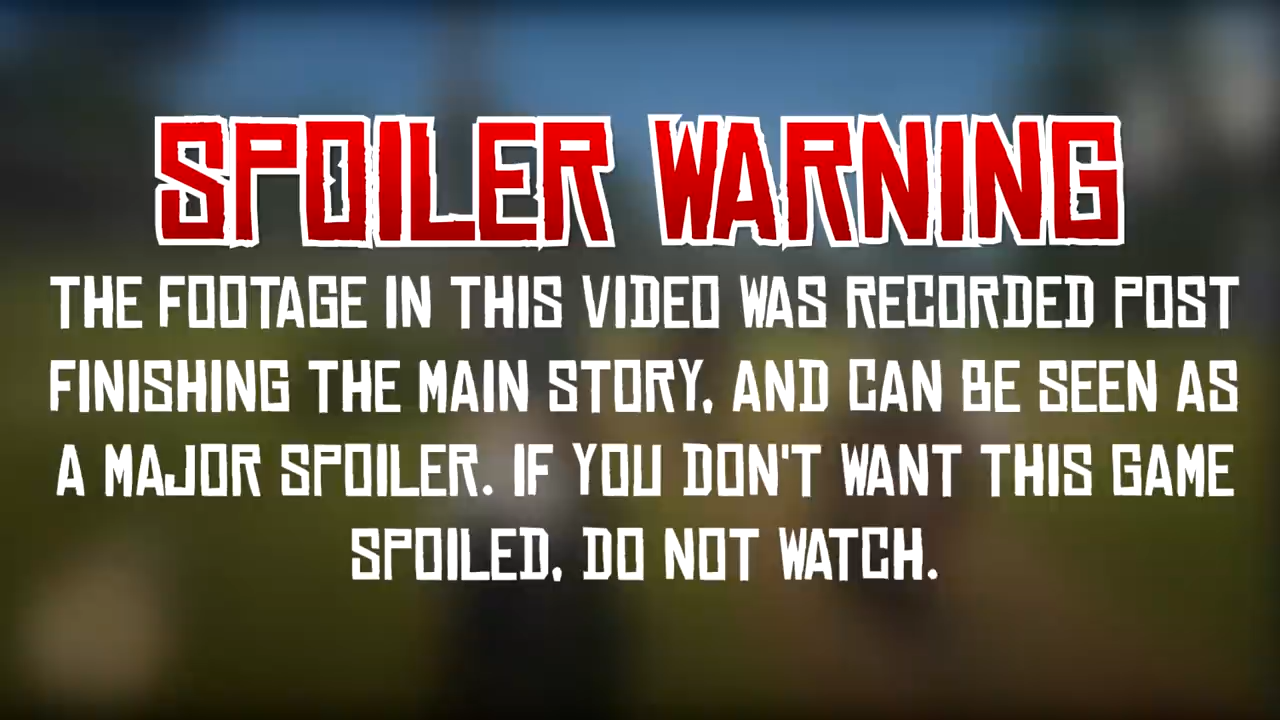 SPOILER WARNING
THE FOOTAGE IN THIS VIDEO WAS RECORDED POST
FINISHING THE MAIN STORY, AND CAN BE SEEN AS
A MAJOR SPOILER. IF YOU DON'T WANT THIS GAME
SPOILED, DO NOT WATCH.